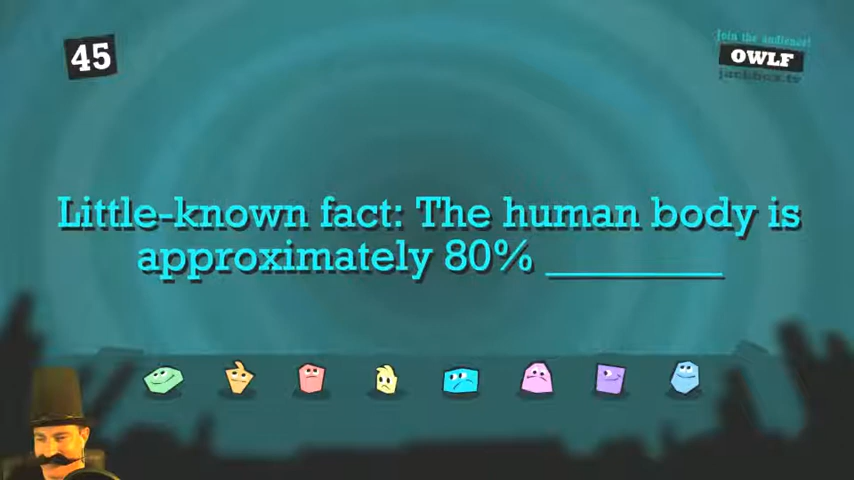 45
Join the audience!
OWLF
jackbox.tv
Little-known fact: The human body is
approximately 80% ________